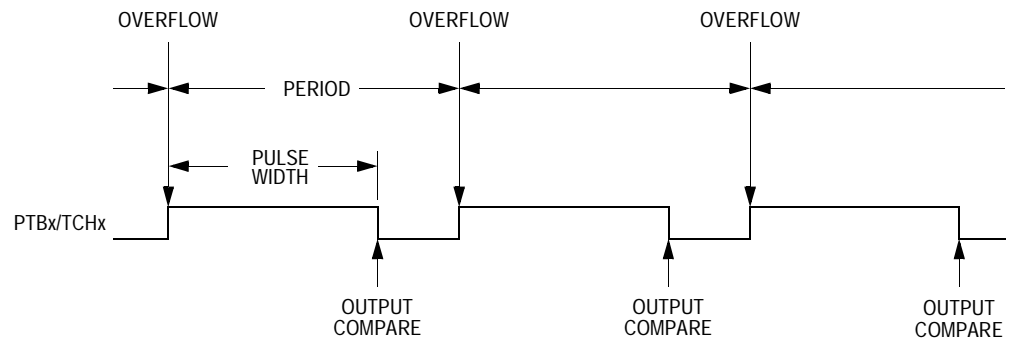 OVERFLOW
OVERFLOW
OVERFLOW
PERIOD
PULSE
WIDTH
PTBx/TCHx
OUTPUT
COMPARE
OUTPUT
COMPARE
OUTPUT
COMPARE